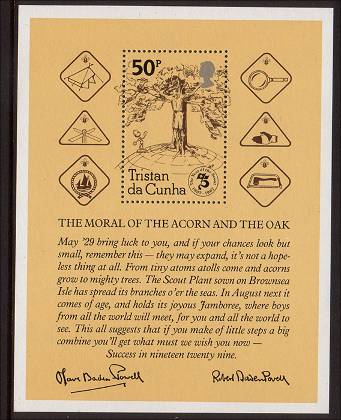 50P
Tristan
da Cunha
THE MORAL OF THE ACORN AND THE OAK
May '29 bring luck to you, and if your chances look but
small, remember this — they may expand, it's not a hope-
less thing at all. From tiny atoms atolls come and acorns
grow to mighty trees. The Scout Plant sown on Brownsea
Isle has spread its branches o'er the seas. In August next it
comes of age, and holds its joyous Jamboree, where boys
from all the world will meet, for you and all the world to
see. This all suggests that if you make of little steps a big
combine you'll get what must we wish you now —
Success in nineteen twenty nine.
Olave Baden Powell
Robert Baden Powell